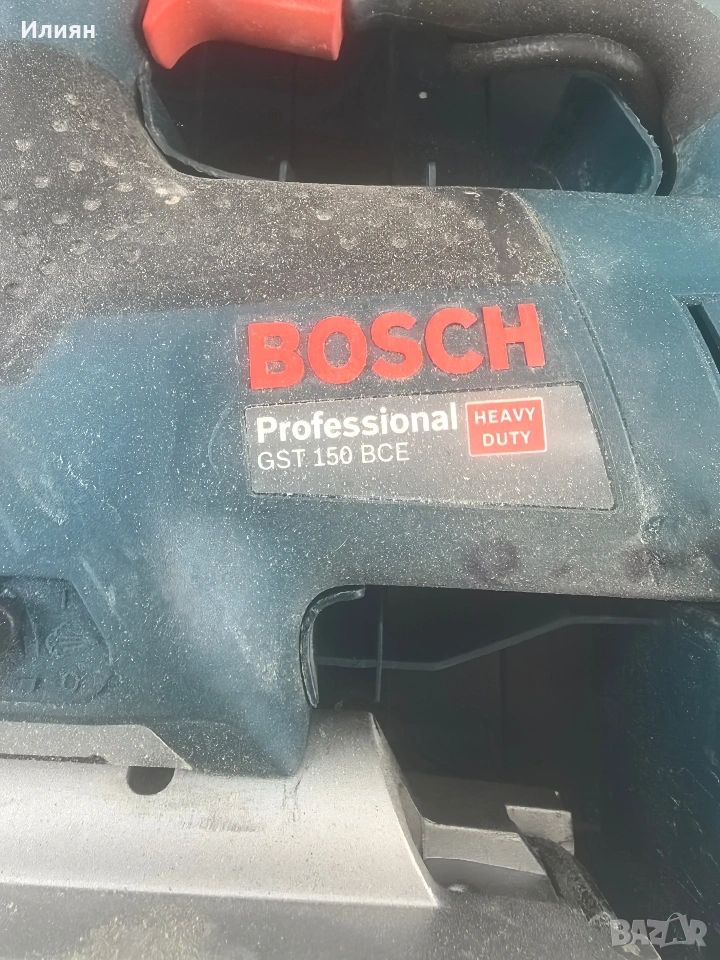 Илиян
BOSCH
Professional
GST 150 BCE
HEAVY
DUTY
BAZAR